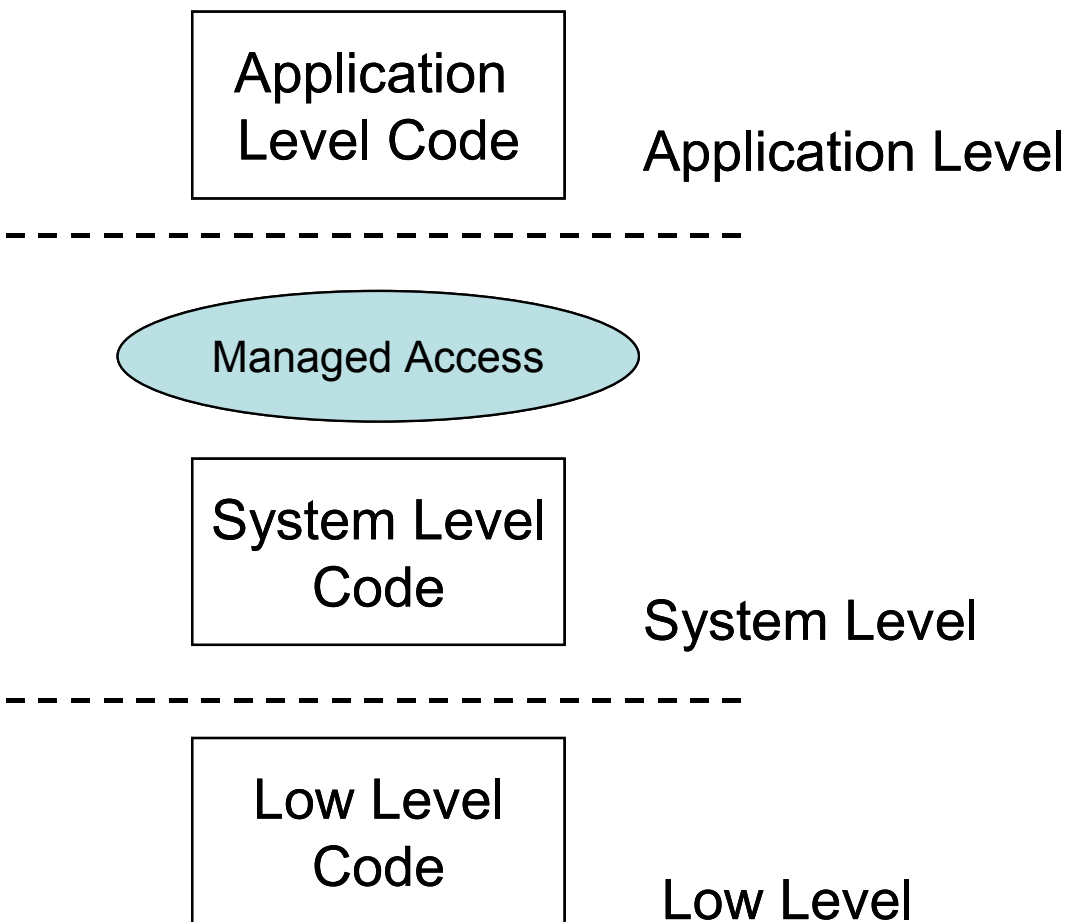 Application
Level Code
Application Level
Managed Access
System Level
Code
System Level
Low Level
Code
Low Level